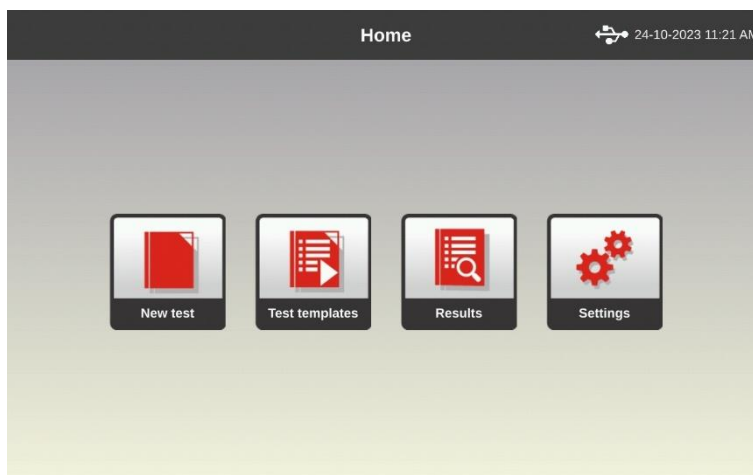 Home
24-10-2023 11:21 AM
New test
Test templates
Results
Settings